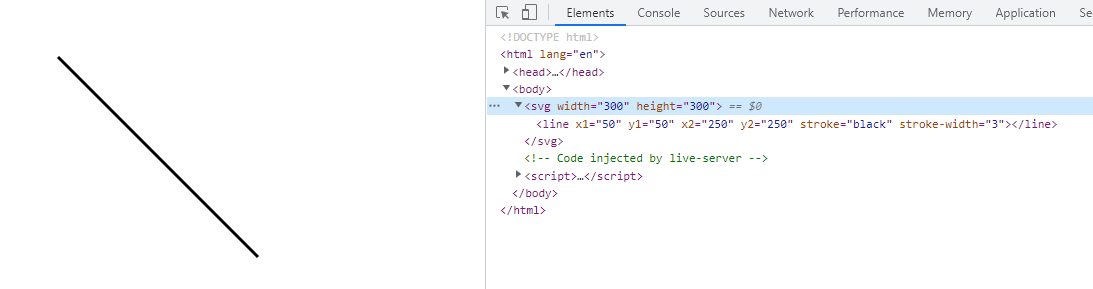 Elements Console Sources Network Performance Memory Application Se
<!DOCTYPE html>
<html lang="en">
<head>…</head>
<body>
<svg width="300" height="300"> == $0
<line x1="50" y1="50" x2="250" y2="250" stroke="black" stroke-width="3"></line>
</svg>
<!-- Code injected by live-server -->
<script>…</script>
</body>
</html>